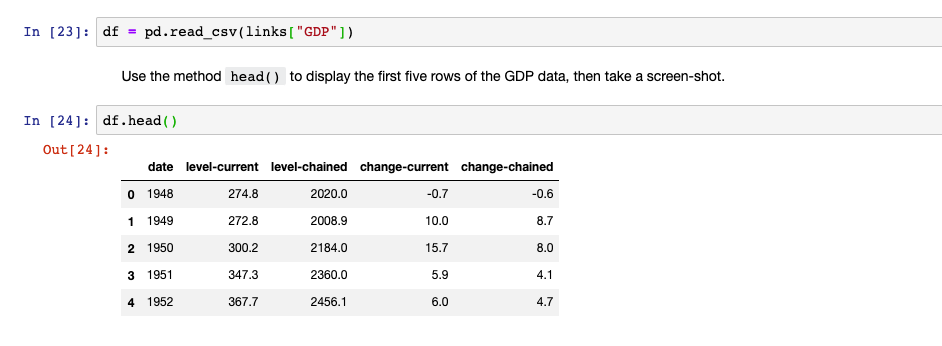 In [23]: df = pd.read_csv(links["GDP"])
Use the method head() to display the first five rows of the GDP data, then take a screen-shot.
In [24]: df.head()
Out[24]:
date level-current level-chained change-current change-chained
0 1948 274.8 2020.0 -0.7 -0.6
1 1949 272.8 2008.9 10.0 8.7
2 1950 300.2 2184.0 15.7 8.0
3 1951 347.3 2360.0 5.9 4.1
4 1952 367.7 2456.1 6.0 4.7